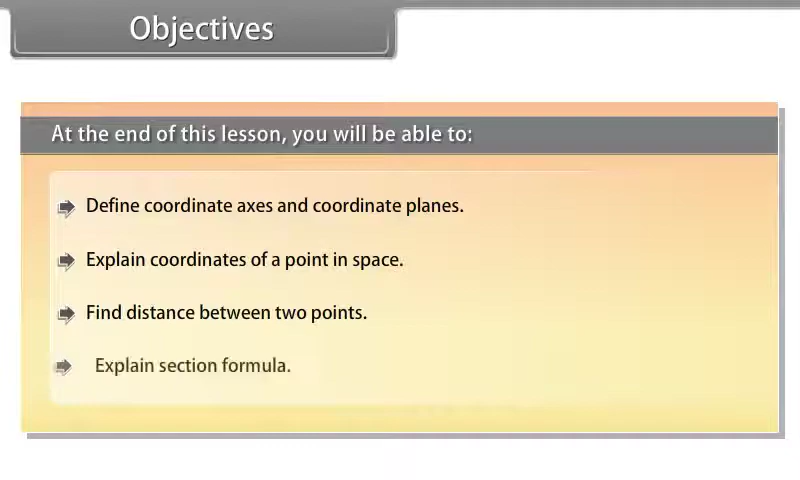 Objectives
At the end of this lesson, you will be able to:
Define coordinate axes and coordinate planes.
Explain coordinates of a point in space.
Find distance between two points.
Explain section formula.